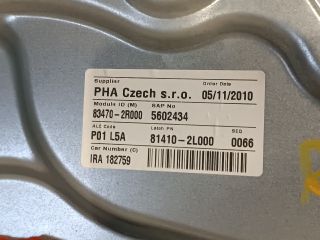 Supplier Order Date
PHA Czech s.r.o. 05/11/2010
Module ID (M) SAP No
83470-2R000 5602434
ALC Code Latch PN SEQ
P01 L5A 81410-2L000 0066
Car Number (C)
IRA 182759